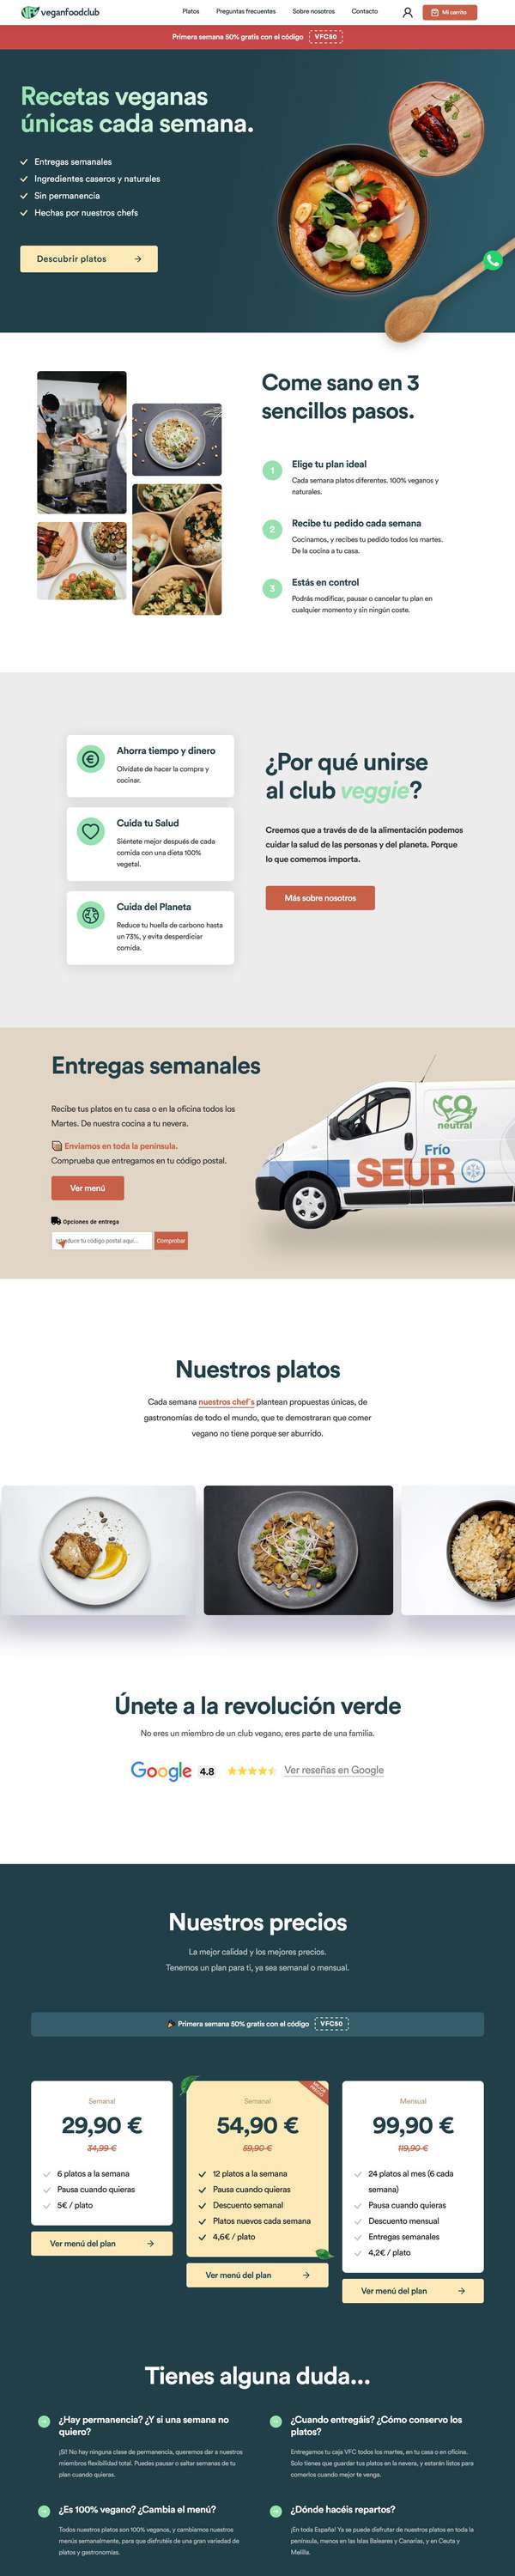 veganfoodclub
Platos
Preguntas frecuentes
Sobre nosotros
Contacto
Mi carrito
Primera semana 50% gratis con el código
VFC50
Recetas veganas
únicas cada semana.
Entregas semanales
Ingredientes caseros y naturales
Sin permanencia
Hechas por nuestros chefs
Descubrir platos
Come sano en 3
sencillos pasos.
1
Elige tu plan ideal
Cada semana platos diferentes. 100% veganos y
naturales.
2
Recibe tu pedido cada semana
Cocinamos, y recibes tu pedido todos los martes.
De la cocina a tu casa.
3
Estás en control
Podrás modificar, pausar o cancelar tu plan en
cualquier momento y sin ningún coste.
Ahorra tiempo y dinero
Olvídate de hacer la compra y
cocinar.
Cuida tu Salud
Siéntete mejor después de cada
comida con una dieta 100%
vegetal.
Cuida del Planeta
Reduce tu huella de carbono hasta
un 73%, y evita desperdiciar
comida.
¿Por qué unirse
al club veggie?
Creemos que a través de de la alimentación podemos
cuidar la salud de las personas y del planeta. Porque
lo que comemos importa.
Más sobre nosotros
Entregas semanales
Recibe tus platos en tu casa o en la oficina todos los
Martes. De nuestra cocina a tu nevera.
Enviamos en toda la península.
Comprueba que entregamos en tu código postal.
Ver menú
Opciones de entrega
tu código postal aquí...
Comprobar
CO
neutral
Frío
SEUR
Nuestros platos
Cada semana nuestros chef's plantean propuestas únicas, de
gastronomías de todo el mundo, que te demostraran que comer
vegano no tiene porque ser aburrido.
Únete a la revolución verde
No eres un miembro de un club vegano, eres parte de una familia.
Google
4.8
Ver reseñas en Google
Nuestros precios
La mejor calidad y los mejores precios.
Tenemos un plan para ti, ya sea semanal o mensual.
Primera semana 50% gratis con el código
VFC50
Semanal
29,90 €
34,99 €
6 platos a la semana
Pausa cuando quieras
5€ / plato
Ver menú del plan
Semanal
54,90 €
59,90 €
12 platos a la semana
Pausa cuando quieras
Descuento semanal
Platos nuevos cada semana
4,6€ / plato
Ver menú del plan
Mensual
99,90 €
119,90 €
24 platos al mes (6 cada
semana)
Pausa cuando quieras
Descuento mensual
Entregas semanales
4,2€ / plato
Ver menú del plan
Tienes alguna duda...
¿Hay permanencia? ¿Y si una semana no
quiero?
¡Sí! No hay ninguna clase de permanencia, queremos dar a nuestros
miembros flexibilidad total. Puedes pausar o saltar semanas de tu
plan cuando quieras.
¿Cuando entregáis? ¿Cómo conservo los
platos?
Entregamos tu caja VFC todos los martes, en tu casa o en oficina.
Solo tienes que guardar tus platos en la nevera, y estarán listos para
comerlos cuando mejor te venga.
¿Es 100% vegano? ¿Cambia el menú?
Todos nuestros platos son 100% veganos, y cambiamos nuestros
menús semanalmente, para que disfrutéis de una gran variedad de
platos y gastronomías.
¿Dónde hacéis repartos?
¡En toda España! Ya se puede disfrutar de nuestros platos en toda la
península, menos en las Islas Baleares y Canarias, y en Ceuta y
Melilla.